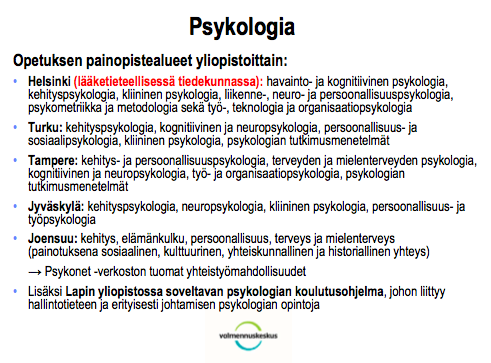 Psykologia
Opetuksen painopistealueet yliopistoittain:
• Helsinki (lääketieteellisessä tiedekunnassa): havainto- ja kognitiivinen psykologia,
kehityspsykologia, kliininen psykologia, liikenne-, neuro- ja persoonallisuuspsykologia,
psykometriikka ja metodologia sekä työ-, teknologia ja organisaatiopsykologia
• Turku: kehityspsykologia, kognitiivinen ja neuropsykologia, persoonallisuus- ja
sosiaalipsykologia, kliininen psykologia, psykologian tutkimusmenetelmät
• Tampere: kehitys- ja persoonallisuuspsykologia, terveyden ja mielenterveyden psykologia,
kognitiivinen ja neuropsykologia, työ- ja organisaatiopsykologia, psykologian
tutkimusmenetelmät
• Jyväskylä: kehityspsykologia, neuropsykologia, kliininen psykologia, persoonallisuus- ja
työpsykologia
• Joensuu: kehitys, elämänkulku, persoonallisuus, terveys ja mielenterveys
(painotuksena sosiaalinen, kulttuurinen, yhteiskunnallinen ja historiallinen yhteys)
→ Psykonet -verkoston tuomat yhteistyömahdollisuudet
• Lisäksi Lapin yliopistossa soveltavan psykologian koulutusohjelma, johon liittyy
hallintotieteen ja erityisesti johtamisen psykologian opintoja
valmennuskeskus